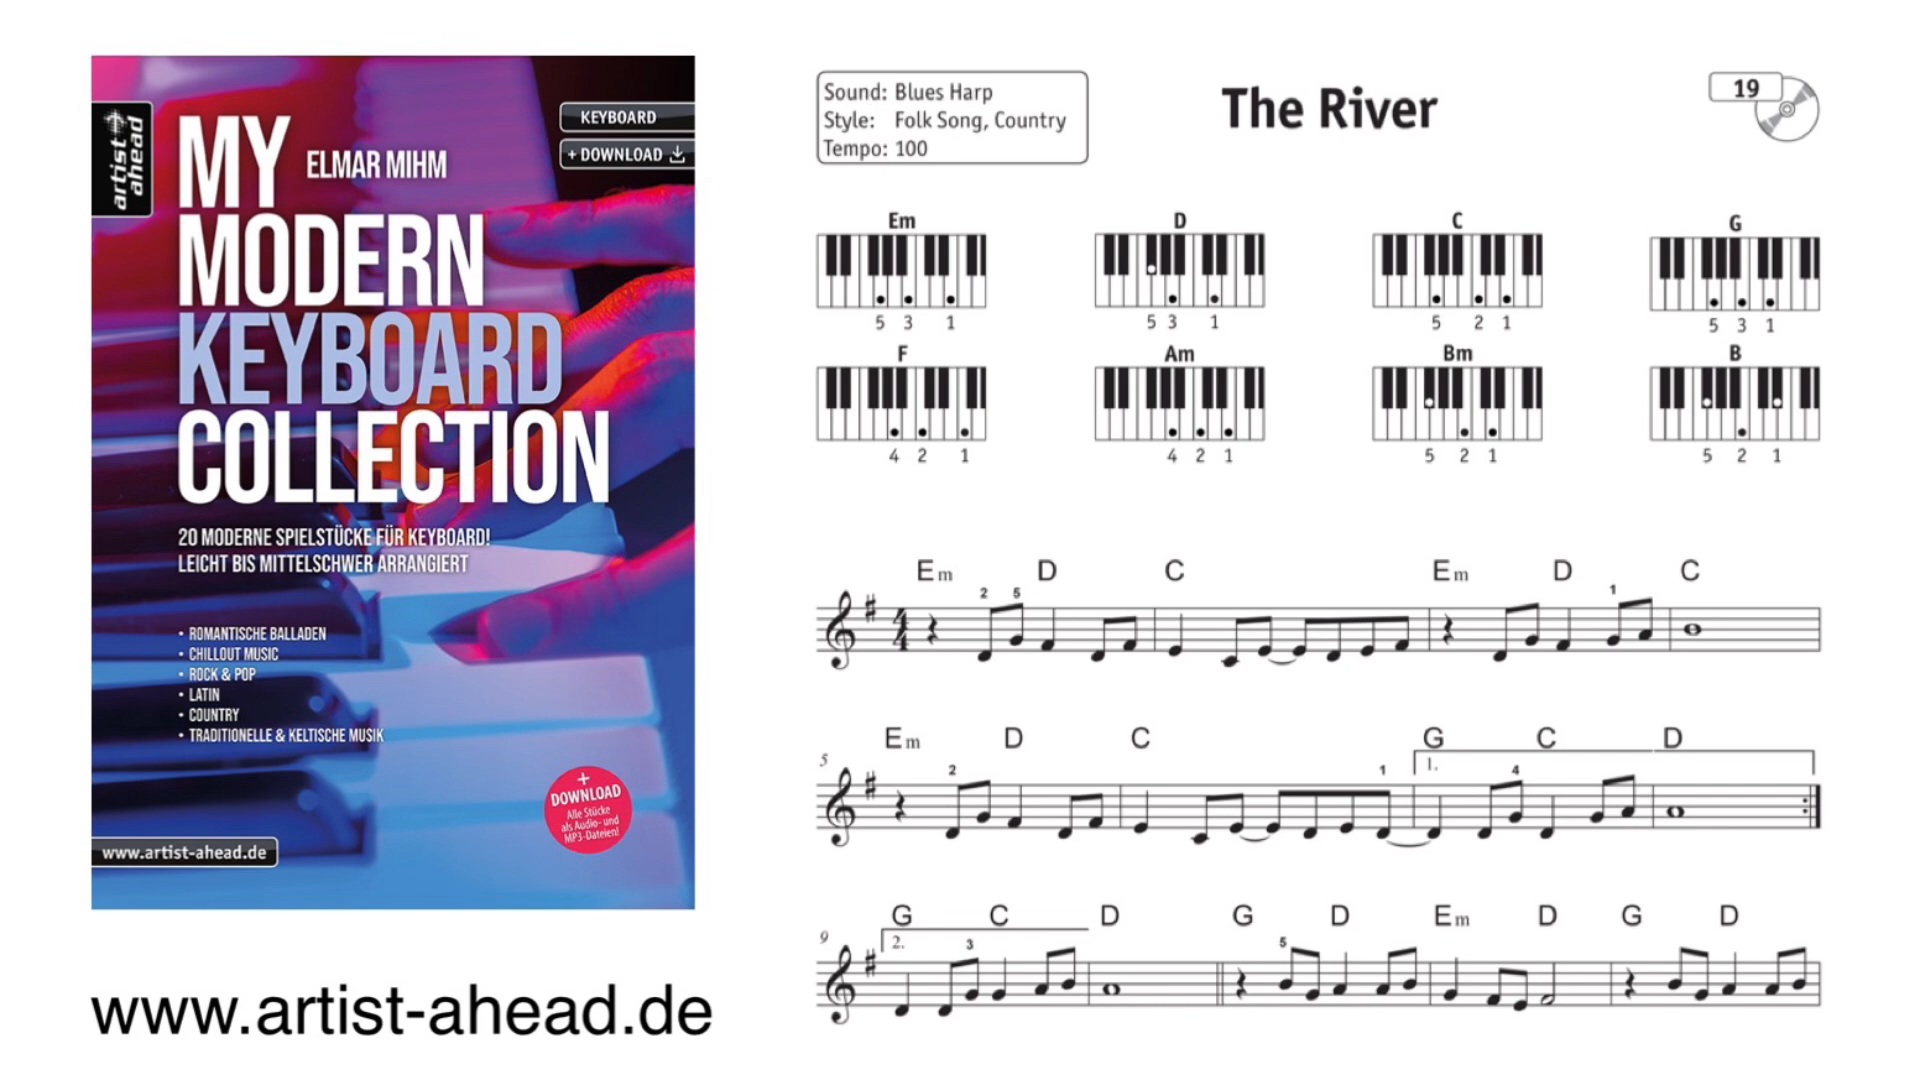 artist ahead
MY
ELMAR MIHM
KEYBOARD
+ DOWNLOAD
MODERN
KEYBOARD
COLLECTION
20 MODERNE SPIELSTÜCKE FÜR KEYBOARD!
LEICHT BIS MITTELSCHWER ARRANGIERT
• ROMANTISCHE BALLADEN
• CHILLOUT MUSIC
• ROCK & POP
• LATIN
• COUNTRY
• TRADITIONELLE & KELTISCHE MUSIK
+
DOWNLOAD
Alle Stücke
als Audio- und
MP3-Dateien!
www.artist-ahead.de
www.artist-ahead.de
Sound: Blues Harp
Style: Folk Song, Country
Tempo: 100
The River
19
Em D C G
5 3 1 5 3 1 5 2 1 5 3 1
F Am Bm B
4 2 1 4 2 1 5 2 1 5 2 1
Em D C Em D C
2 5 1
4
4
Em D C G C D
5 2 1 1. 4
G C D G D Em D G D
9 2. 3 5